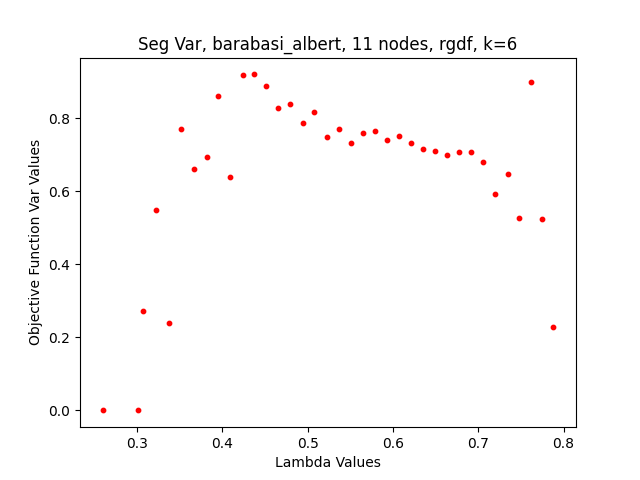 Seg Var, barabasi_albert, 11 nodes, rgdf, k=6
Objective Function Var Values
0.8
0.6
0.4
0.2
0.0
0.3 0.4 0.5 0.6 0.7 0.8
Lambda Values